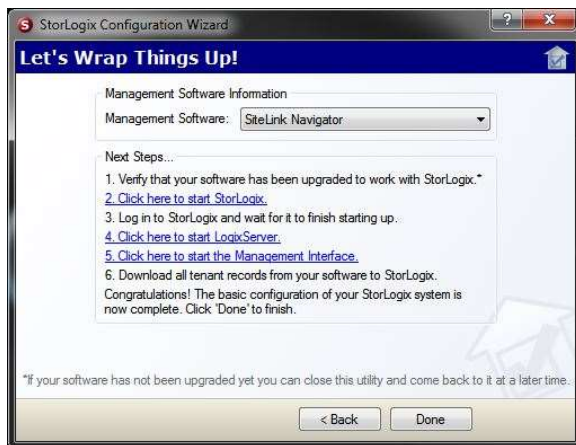 StorLogix Configuration Wizard
Let's Wrap Things Up!
Management Software Information
Management Software: SiteLink Navigator
Next Steps...
1. Verify that your software has been upgraded to work with StorLogix.*
2. Click here to start StorLogix.
3. Log in to StorLogix and wait for it to finish starting up.
4. Click here to start LogixServer.
5. Click here to start the Management Interface.
6. Download all tenant records from your software to StorLogix.
Congratulations! The basic configuration of your StorLogix system is
now complete. Click 'Done' to finish.
*If your software has not been upgraded yet you can close this utility and come back to it at a later time.
< Back Done